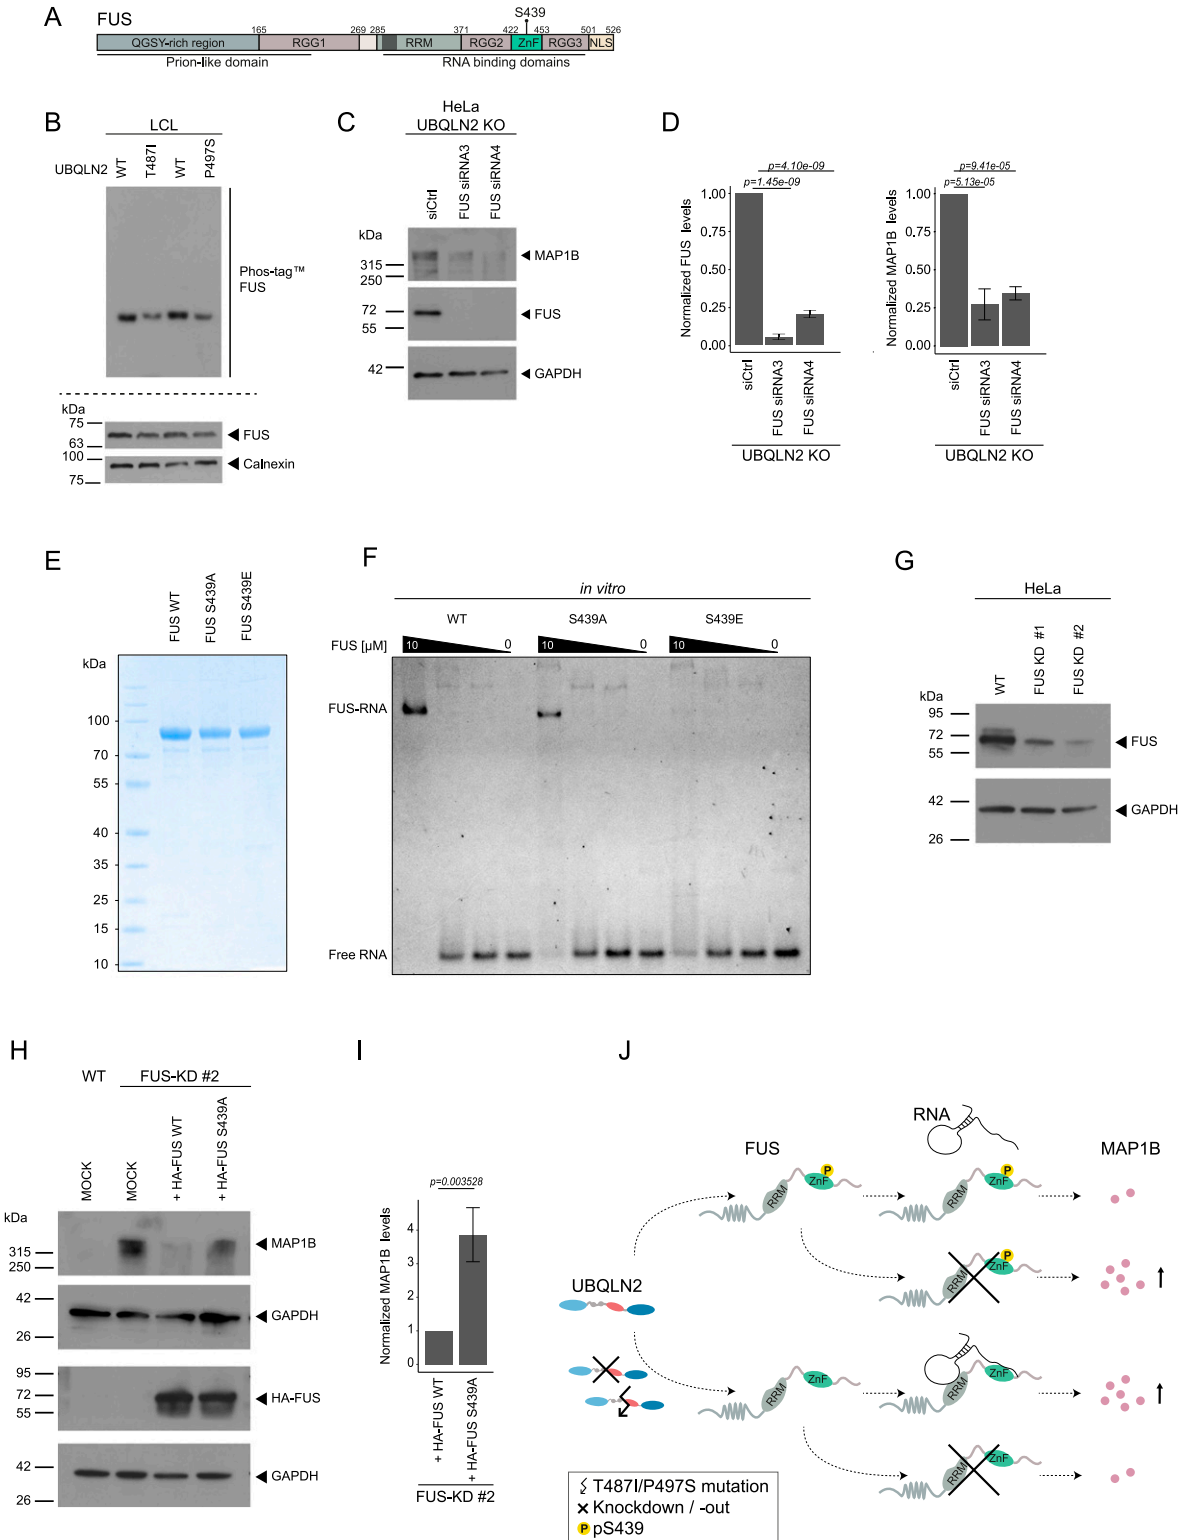 A
FUS
S439
165 269 285 371 422 453 501 526
QGSY-rich region RGG1 RRM RGG2 ZnF RGG3 NLS
Prion-like domain RNA binding domains
B
LCL
UBQLN2 WT T487I WT P497S
Phos-tag™
FUS
kDa
75
63
FUS
100
75
Calnexin
C
HeLa
UBQLN2 KO
siCtrl FUS siRNA3 FUS siRNA4
kDa
315
250
MAP1B
72
55
FUS
42
GAPDH
D
p=4.10e-09
p=1.45e-09
Normalized FUS levels
1.00
0.75
0.50
0.25
0.00
siCtrl FUS siRNA3 FUS siRNA4
UBQLN2 KO
p=9.41e-05
p=5.13e-05
Normalized MAP1B levels
1.00
0.75
0.50
0.25
0.00
siCtrl FUS siRNA3 FUS siRNA4
UBQLN2 KO
E
FUS WT FUS S439A FUS S439E
kDa
100
70
55
40
35
25
15
10
F
in vitro
WT S439A S439E
FUS [µM] 10 0 10 0 10 0
FUS-RNA
Free RNA
G
HeLa
WT FUS KD #1 FUS KD #2
kDa
95
72
55
FUS
42
26
GAPDH
H
WT FUS-KD #2
MOCK MOCK + HA-FUS WT + HA-FUS S439A
kDa
315
250
MAP1B
42
26
GAPDH
95
72
55
HA-FUS
42
26
GAPDH
I
p=0.003528
Normalized MAP1B levels
4
3
2
1
0
+ HA-FUS WT + HA-FUS S439A
FUS-KD #2
J
RNA
FUS MAP1B
P
RRM ZnF
P
RRM ZnF
UBQLN2
P
RRM ZnF
RRM ZnF
RRM ZnF
RRM ZnF
T487I/P497S mutation
Knockdown / -out
P pS439